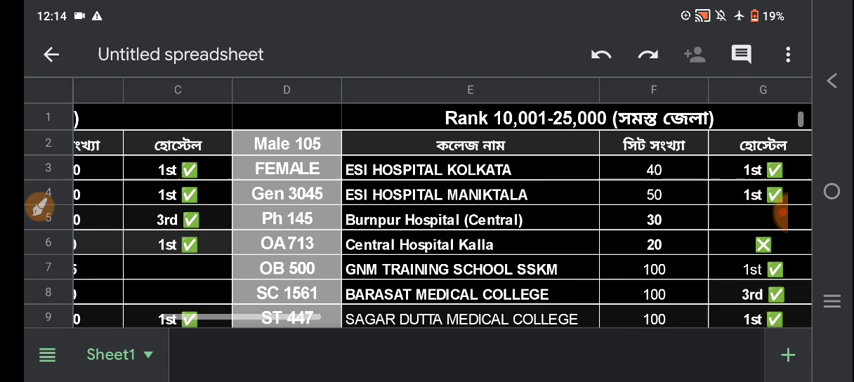 12:14 19%
Untitled spreadsheet
C D E F G
1 ) Rank 10,001-25,000 (সমস্ত জেলা)
2 ংখ্যা হোস্টেল Male 105 কলেজ নাম সিট সংখ্যা হোস্টেল
3 0 1st ✅ FEMALE ESI HOSPITAL KOLKATA 40 1st ✅
4 0 1st ✅ Gen 3045 ESI HOSPITAL MANIKTALA 50 1st ✅
5 0 3rd ✅ Ph 145 Burnpur Hospital (Central) 30
6 ) 1st ✅ OA 713 Central Hospital Kalla 20 ❎
7 OB 500 GNM TRAINING SCHOOL SSKM 100 1st ✅
8 ) SC 1561 BARASAT MEDICAL COLLEGE 100 3rd ✅
9 0 1st ✅ ST 447 SAGAR DUTTA MEDICAL COLLEGE 100 1st ✅
Sheet1